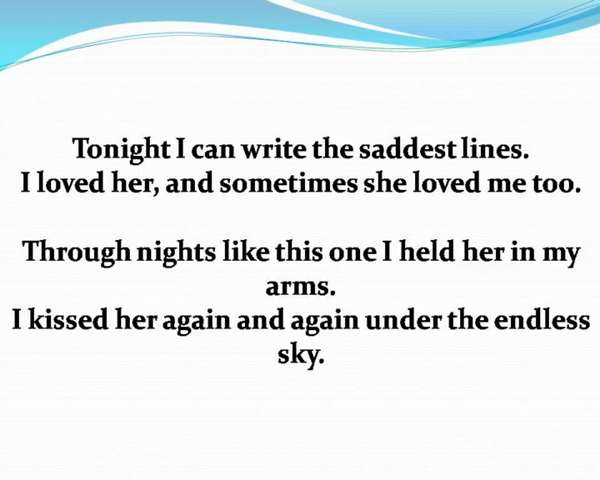 Tonight I can write the saddest lines.
I loved her, and sometimes she loved me too.
Through nights like this one I held her in my
arms.
I kissed her again and again under the endless
sky.